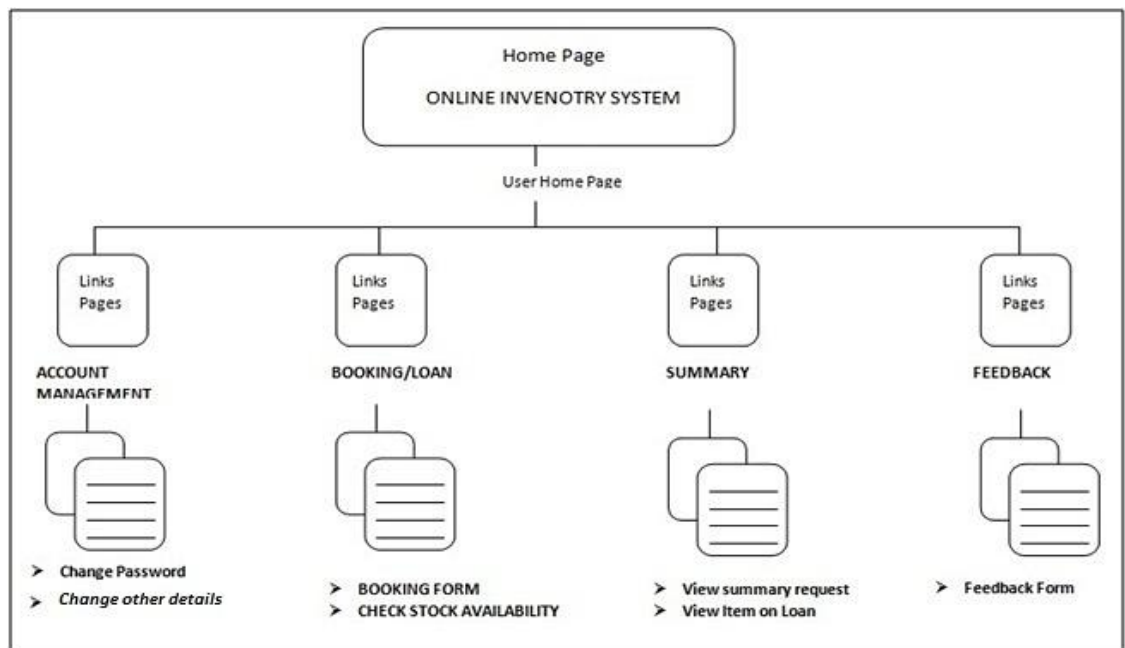 Home Page
ONLINE INVENOTRY SYSTEM
User Home Page
Links
Pages
Links
Pages
Links
Pages
Links
Pages
ACCOUNT
MANAGEMENT
BOOKING/LOAN
SUMMARY
FEEDBACK
➤ Change Password
➤ Change other details
➤ BOOKING FORM
➤ CHECK STOCK AVAILABILITY
➤ View summary request
➤ View Item on Loan
➤ Feedback Form